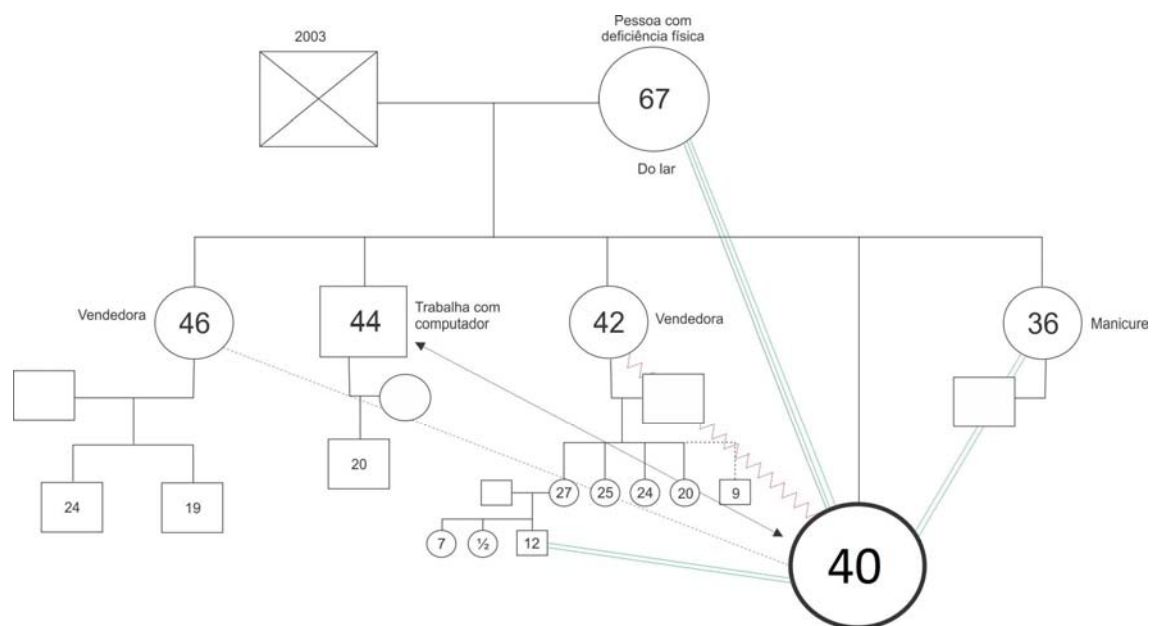 2003
Pessoa com
deficiência física
67
Do lar
Vendedora
46
44
Trabalha com
computador
42
Vendedora
36
Manicure
24
19
20
27
25
24
20
9
7
½
12
40